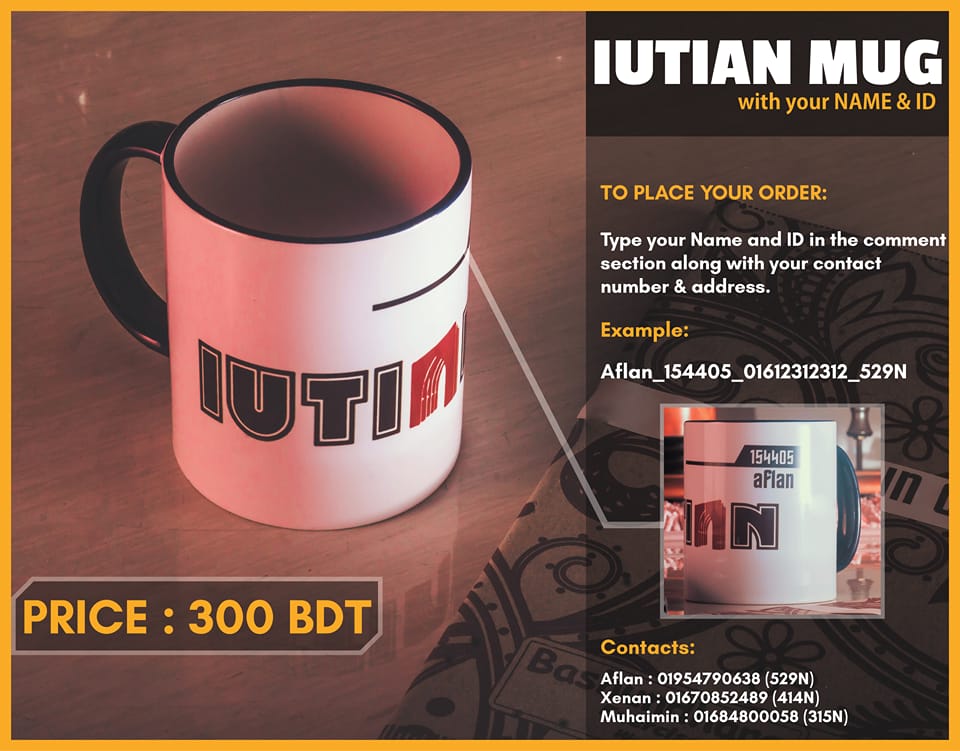 IUTIAN MUG
with your NAME & ID
TO PLACE YOUR ORDER:
Type your Name and ID in the comment
section along with your contact
number & address.
Example:
Aflan_154405_01612312312_529N
IUTIA
154405
aflan
IAN
PRICE : 300 BDT
Contacts:
Aflan : 01954790638 (529N)
Xenan : 01670852489 (414N)
Muhaimin : 01684800058 (315N)